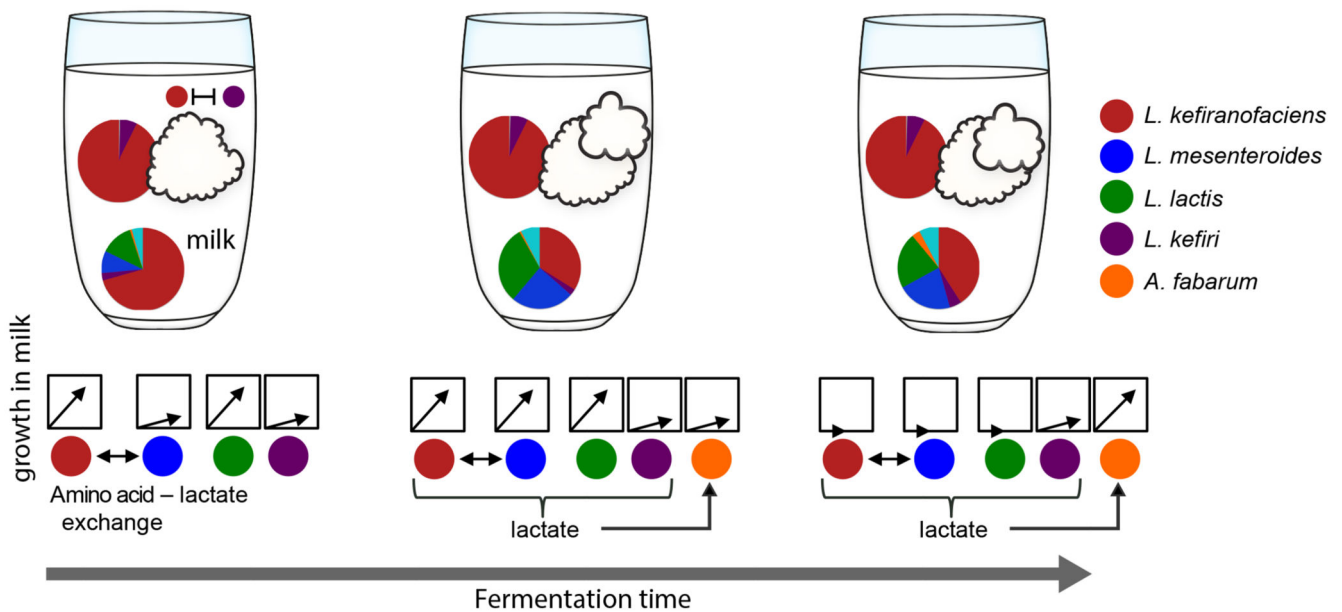 milk
L. kefiranofaciens
L. mesenteroides
L. lactis
L. kefiri
A. fabarum
growth in milk
Amino acid – lactate
exchange
lactate
lactate
Fermentation time